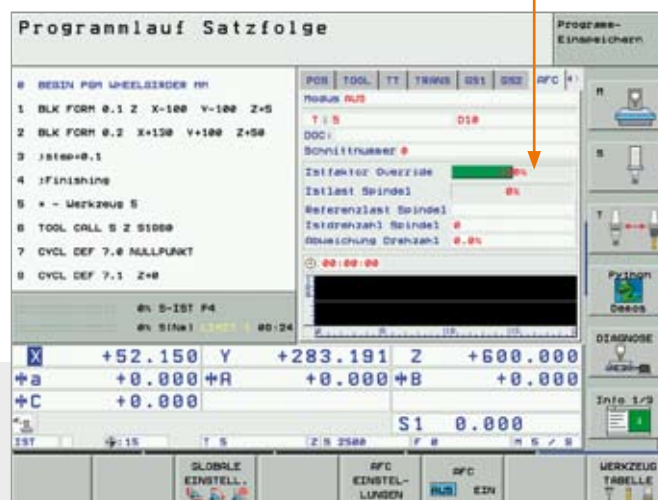 Programmlauf Satzfolge
Programm-
Einspeichern
0 BEGIN PGM WHEELGIRDER MM
1 BLK FORM 0.1 Z X-100 Y-100 Z+5
2 BLK FORM 0.2 X+130 Y+100 Z+50
3 ;step=0.1
4 ;Finishing
5 * - Werkzeug 5
6 TOOL CALL 5 Z S1000
7 CYCL DEF 7.0 NULLPUNKT
8 CYCL DEF 7.1 Z+0
0% S-IST P4
0% S[Nm] LIMIT 1 00:24
POS TOOL TT TRANS GS1 GS2 AFC
Modus AUS
T : 5 D10
DOC:
Schnittnummer 0
Istfaktor Override
Istlast Spindel 0%
Referenzlast Spindel
Istdrehzahl Spindel 0
Abweichung Drehzahl 0.0%
00:00:00
M
S
T
Python
Demos
DIAGNOSE
Info 1/3
X +52.150 Y +283.191 Z +600.000
a +0.000 A +0.000 B +0.000
C +0.000
S1 0.000
IST :15 T 5 Z S 2500 F 0 M 5 / 9
GLOBALE
EINSTELL.
AFC
EINSTEL-
LUNGEN
AFC
AUS EIN
WERKZEUG
TABELLE